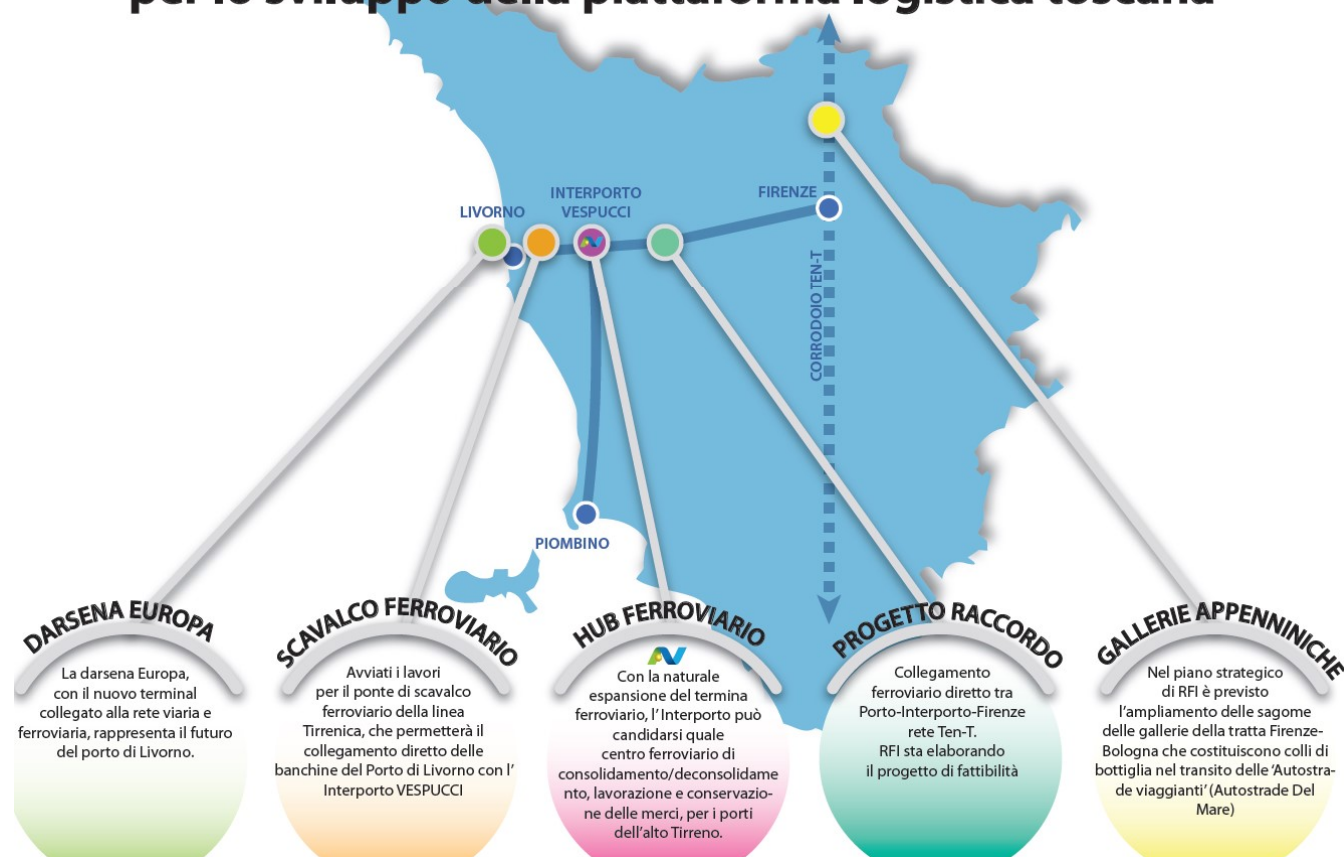 per lo sviluppo della piattaforma logistica toscana
INTERPORTO
VESPUCCI
FIRENZE
LIVORNO
CORRODOIO TEN-T
PIOMBINO
DARSENA EUROPA
La darsena Europa,
con il nuovo terminal
collegato alla rete viaria e
ferroviaria, rappresenta il futuro
del porto di Livorno.
SCAVALCO FERROVIARIO
Avviati i lavori
per il ponte di scavalco
ferroviario della linea
Tirrenica, che permetterà il
collegamento diretto delle
banchine del Porto di Livorno con l'
Interporto VESPUCCI
HUB FERROVIARIO
Con la naturale
espansione del termina
ferroviario, l'Interporto può
candidarsi quale
centro ferroviario di
consolidamento/deconsolidame
nto, lavorazione e conservazio-
ne delle merci, per i porti
dell'alto Tirreno.
PROGETTO RACCORDO
Collegamento
ferroviario diretto tra
Porto-Interporto-Firenze
rete Ten-T.
RFI sta elaborando
il progetto di fattibilità
GALLERIE APPENNINICHE
Nel piano strategico
di RFI è previsto
l'ampliamento delle sagome
delle gallerie della tratta Firenze-
Bologna che costituiscono colli di
bottiglia nel transito delle 'Autostra-
de viaggianti' (Autostrade Del
Mare)